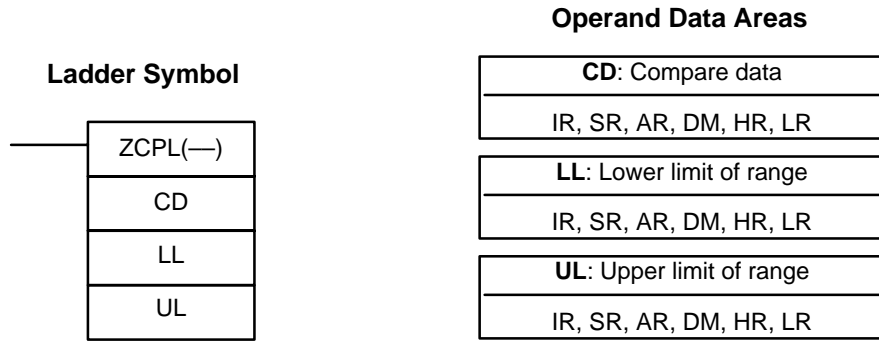 Operand Data Areas
Ladder Symbol
ZCPL(—)
CD
LL
UL
CD: Compare data
IR, SR, AR, DM, HR, LR
LL: Lower limit of range
IR, SR, AR, DM, HR, LR
UL: Upper limit of range
IR, SR, AR, DM, HR, LR